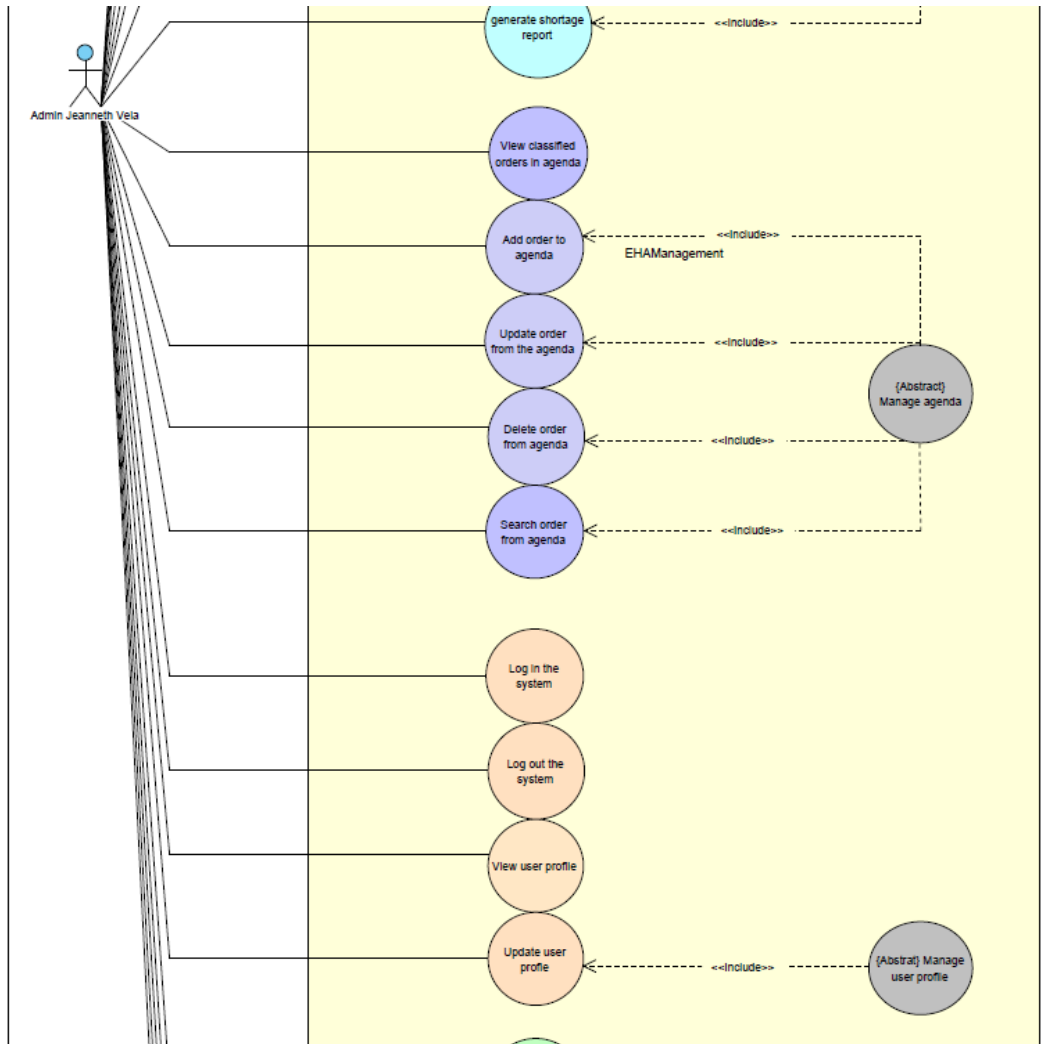 generate shortage
report
<<Include>>
Admin Jeanneth Vela
View classified
orders in agenda
Add order to
agenda
<<Include>>
EHAManagement
Update order
from the agenda
<<Include>>
{Abstract}
Manage agenda
Delete order
from agenda
<<Include>>
Search order
from agenda
<<Include>>
Log in the
system
Log out the
system
View user profile
Update user
profie
<<Include>>
{Abstrat} Manage
user profile